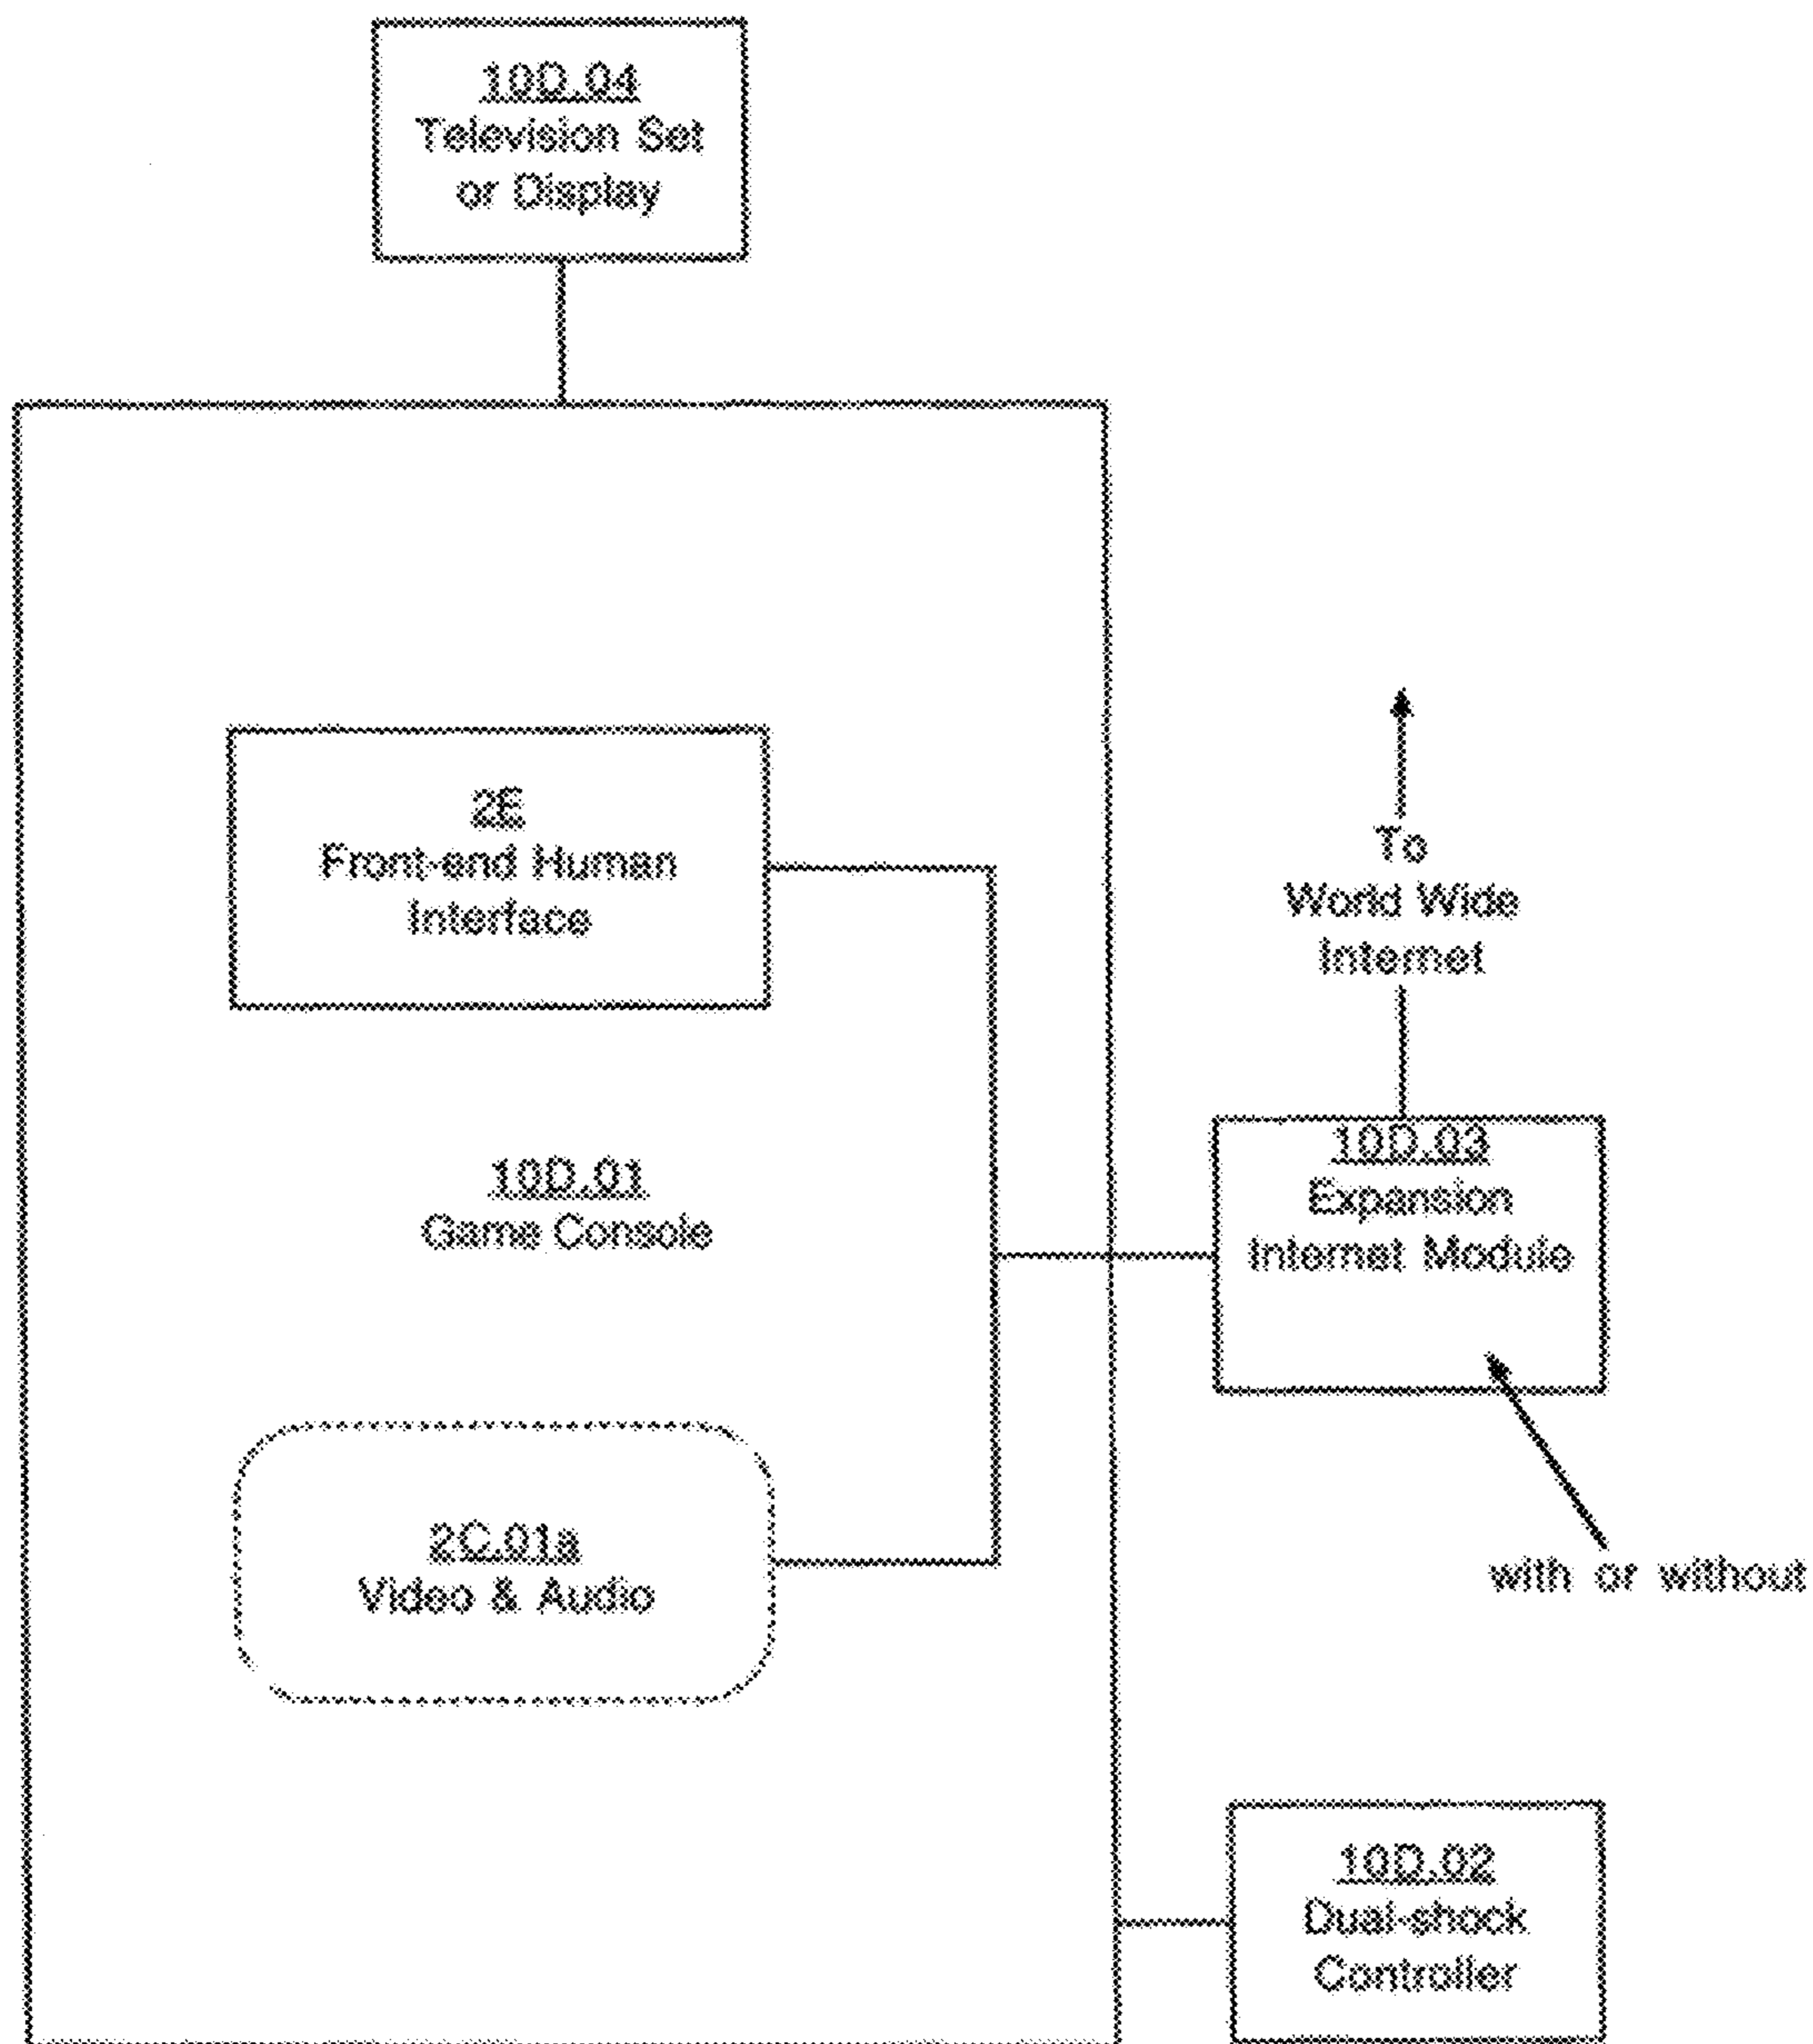 10D.04
Television Set
or Display
2E
Front-end Human
Interface
To
World Wide
Internet
10D.01
Game Console
10D.03
Expansion
Internet Module
2C.01a
Video & Audio
with or without
10D.02
Dual-shock
Controller